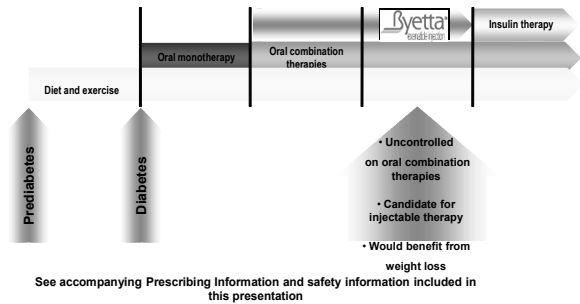 Byetta®
exenatide injection
Insulin therapy
Oral monotherapy
Oral combination
therapies
Diet and exercise
Prediabetes
Diabetes
• Uncontrolled
on oral combination
therapies
• Candidate for
injectable therapy
• Would benefit from
weight loss
See accompanying Prescribing Information and safety information included in
this presentation